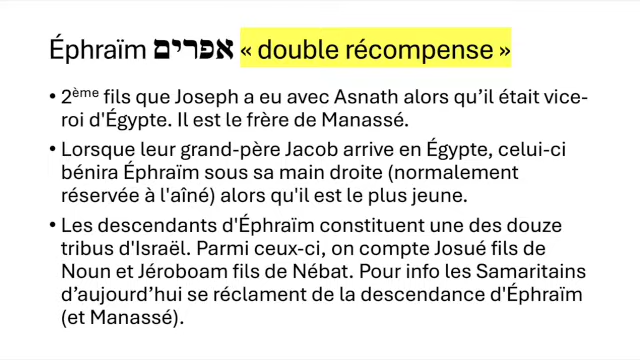 Éphraïm אפרים « double récompense »
• 2ème fils que Joseph a eu avec Asnath alors qu’il était vice-
roi d'Égypte. Il est le frère de Manassé.
• Lorsque leur grand-père Jacob arrive en Égypte, celui-ci
bénira Éphraïm sous sa main droite (normalement
réservée à l'aîné) alors qu'il est le plus jeune.
• Les descendants d'Éphraïm constituent une des douze
tribus d'Israël. Parmi ceux-ci, on compte Josué fils de
Noun et Jéroboam fils de Nébat. Pour info les Samaritains
d’aujourd’hui se réclament de la descendance d'Éphraïm
(et Manassé).